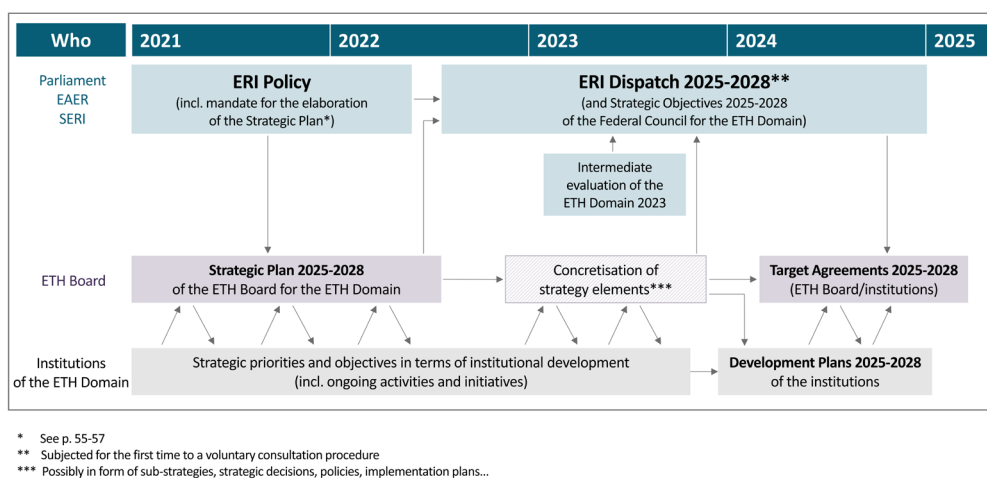 Who
2021
2022
2023
2024
2025
Parliament
EAER
SERI
ERI Policy
(incl. mandate for the elaboration
of the Strategic Plan*)
ERI Dispatch 2025-2028**
(and Strategic Objectives 2025-2028
of the Federal Council for the ETH Domain)
Intermediate
evaluation of the
ETH Domain 2023
ETH Board
Strategic Plan 2025-2028
of the ETH Board for the ETH Domain
Concretisation of
strategy elements***
Target Agreements 2025-2028
(ETH Board/institutions)
Institutions
of the ETH Domain
Strategic priorities and objectives in terms of institutional development
(incl. ongoing activities and initiatives)
Development Plans 2025-2028
of the institutions
* See p. 55-57
** Subjected for the first time to a voluntary consultation procedure
*** Possibly in form of sub-strategies, strategic decisions, policies, implementation plans...